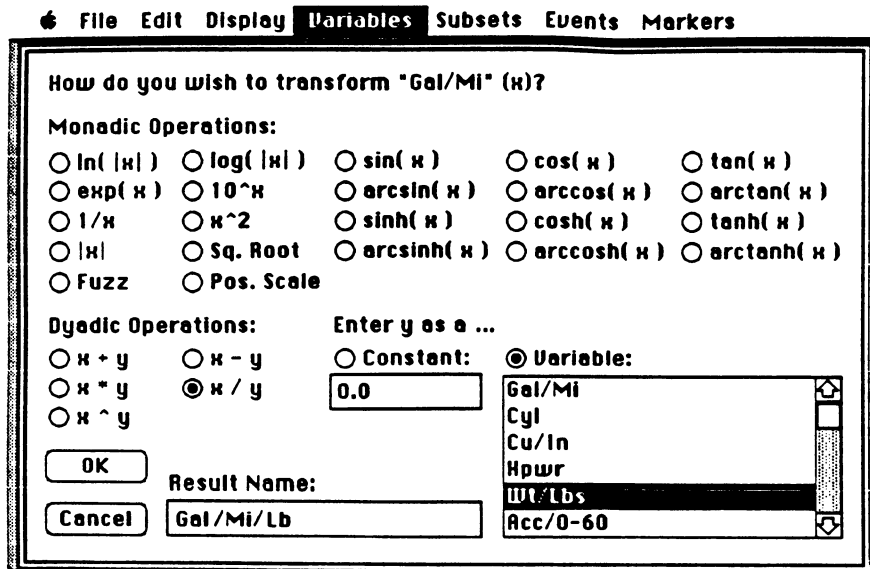 File Edit Display Variables Subsets Events Markers
How do you wish to transform "Gal/Mi" (x)?
Monadic Operations:
ln( |x| ) log( |x| ) sin( x ) cos( x ) tan( x )
exp( x ) 10^x arcsin( x ) arccos( x ) arctan( x )
1/x x^2 sinh( x ) cosh( x ) tanh( x )
|x| Sq. Root arcsinh( x ) arccosh( x ) arctanh( x )
Fuzz Pos. Scale
Dyadic Operations: Enter y as a ...
x + y x - y Constant: Variable:
x * y x / y 0.0 Gal/Mi
x ^ y Cyl
Cu/In
OK Hpwr
Result Name: Wt/Lbs
Cancel Gal/Mi/Lb Acc/0-60